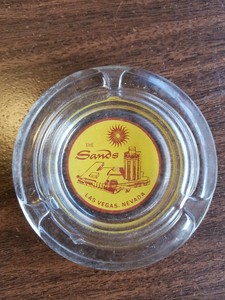 THE
Sands
LAS VEGAS, NEVADA